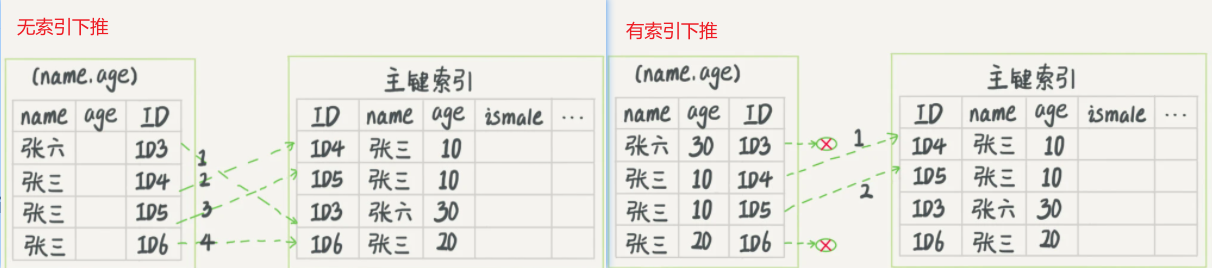 无索引下推
(name.age)
name age ID
张六 ID3
张三 ID4
张三 ID5
张三 ID6
1
2
3
4
主键索引
ID name age ismale ...
ID4 张三 10
ID5 张三 10
ID3 张六 30
ID6 张三 20
有索引下推
(name.age)
name age ID
张六 30 ID3
张三 10 ID4
张三 10 ID5
张三 20 ID6
1
2
主键索引
ID name age ismale ...
ID4 张三 10
ID5 张三 10
ID3 张六 30
ID6 张三 20